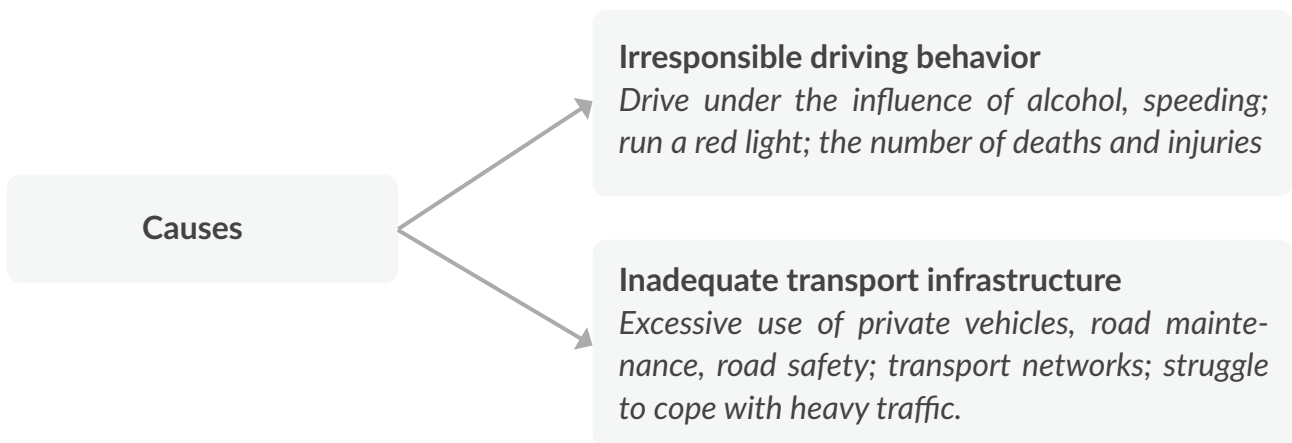 Causes
Irresponsible driving behavior
Drive under the influence of alcohol, speeding;
run a red light; the number of deaths and injuries
Inadequate transport infrastructure
Excessive use of private vehicles, road mainte-
nance, road safety; transport networks; struggle
to cope with heavy traffic.